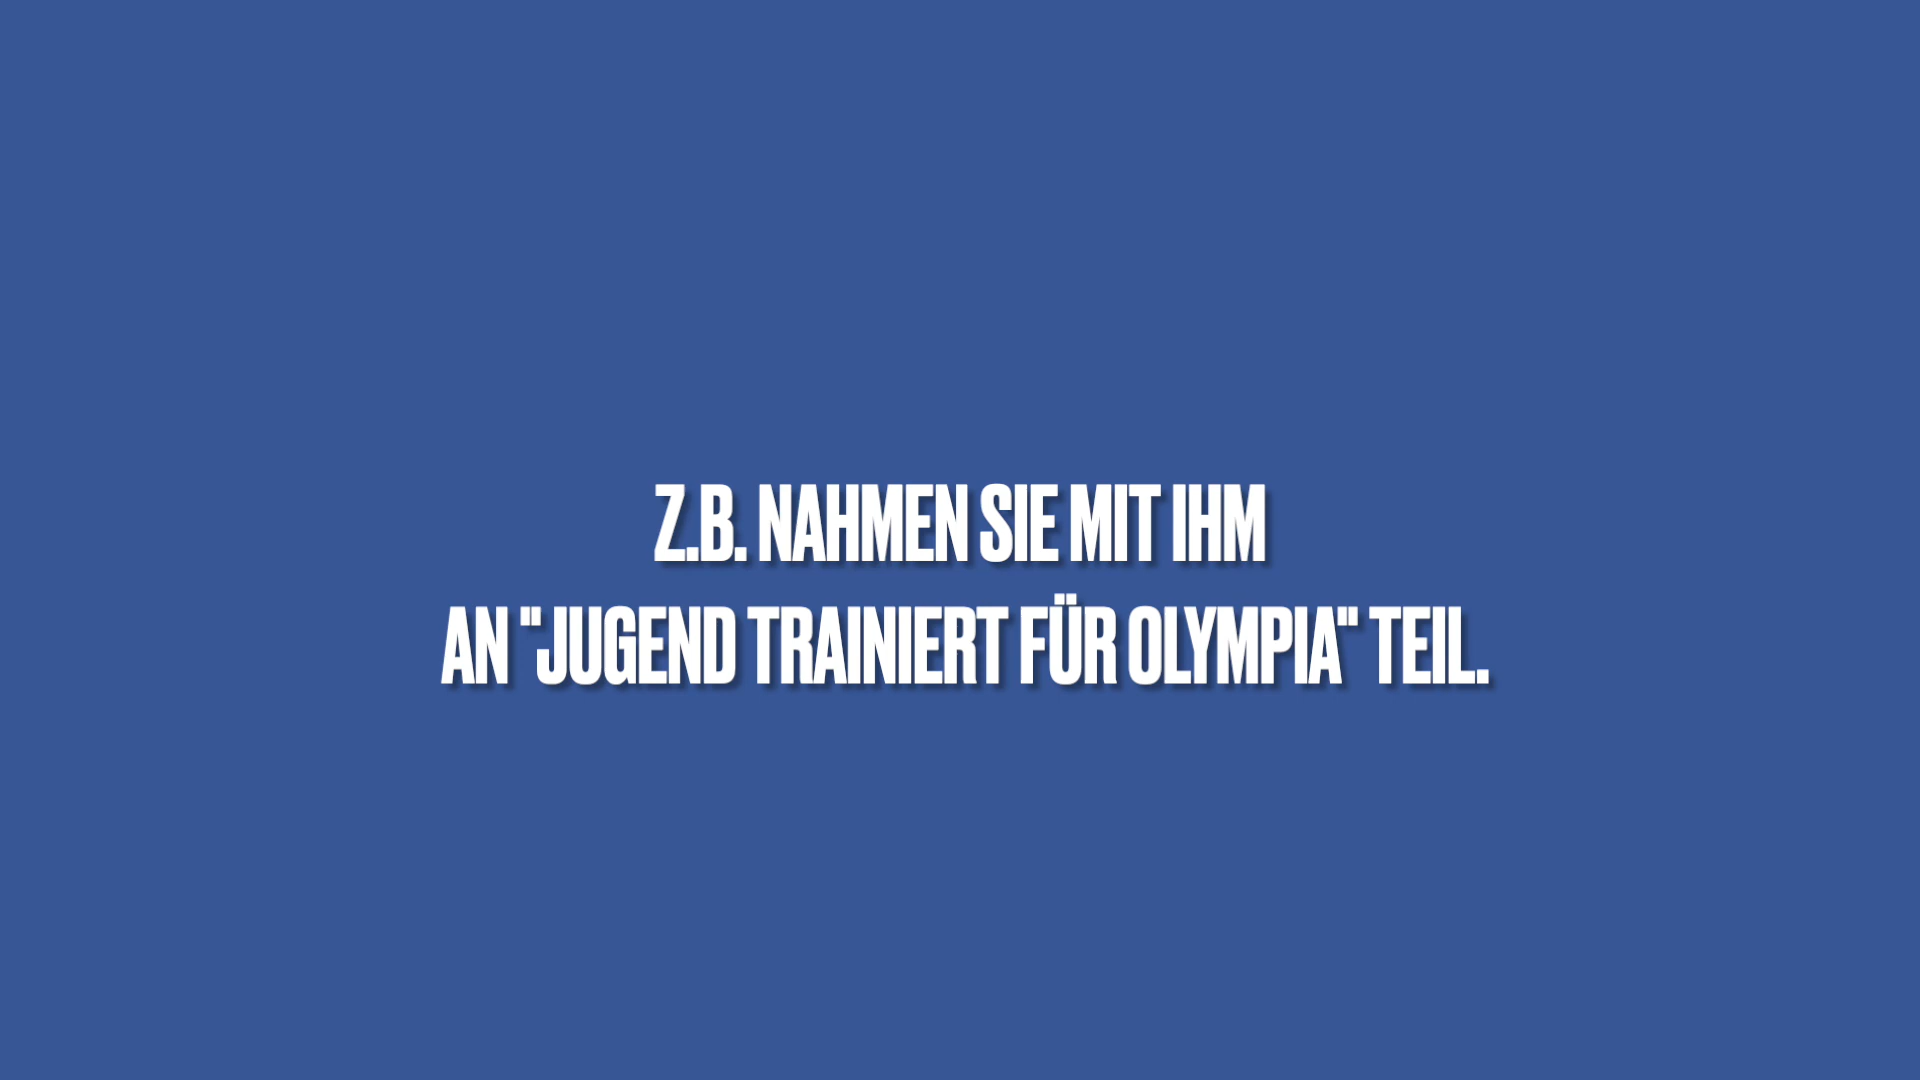 Z.B. NAHMEN SIE MIT IHM
AN "JUGEND TRAINIERT FÜR OLYMPIA" TEIL.